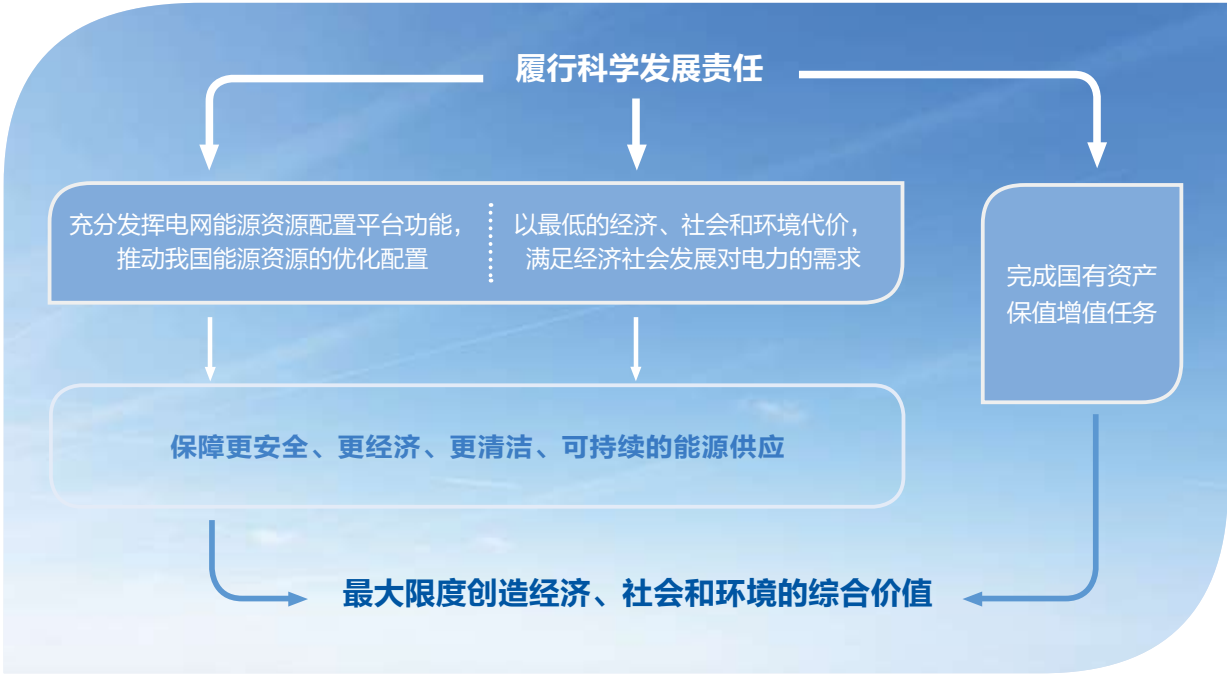 履行科学发展责任
充分发挥电网能源资源配置平台功能，
推动我国能源资源的优化配置
以最低的经济、社会和环境代价，
满足经济社会发展对电力的需求
完成国有资产
保值增值任务
保障更安全、更经济、更清洁、可持续的能源供应
最大限度创造经济、社会和环境的综合价值